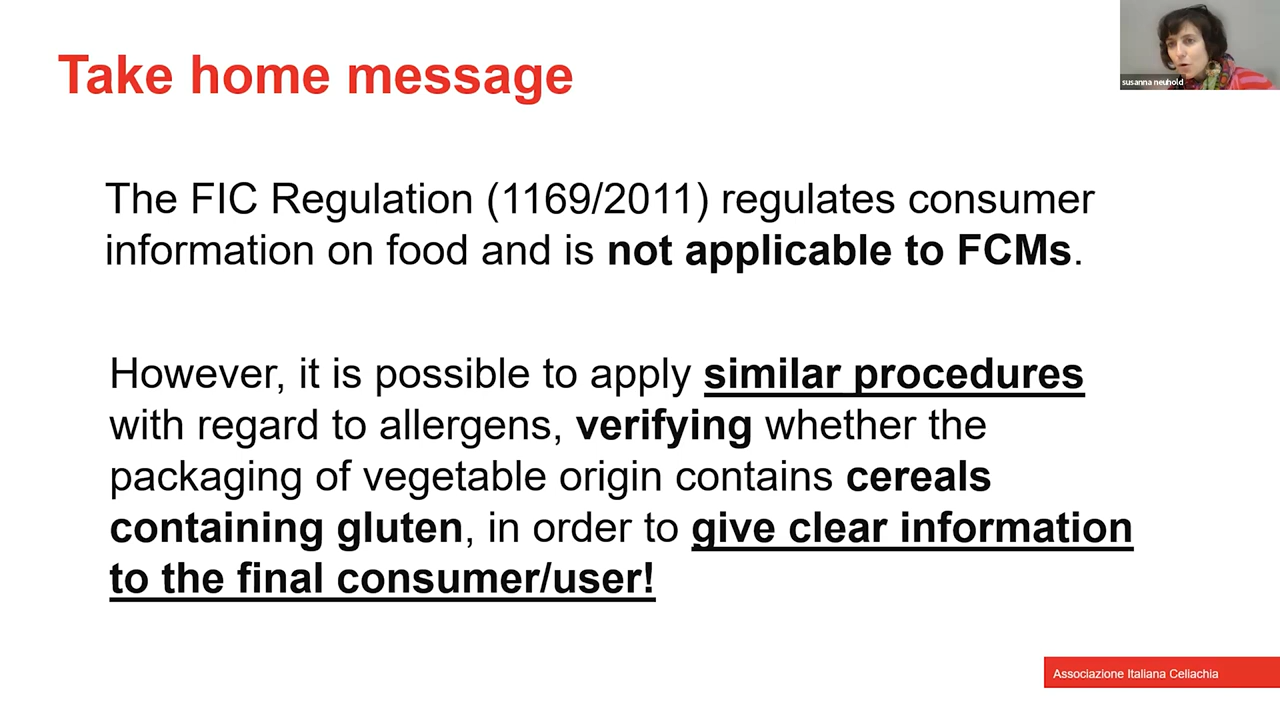 Take home message
susanna neuhold
The FIC Regulation (1169/2011) regulates consumer
information on food and is not applicable to FCMs.
However, it is possible to apply similar procedures
with regard to allergens, verifying whether the
packaging of vegetable origin contains cereals
containing gluten, in order to give clear information
to the final consumer/user!
Associazione Italiana Celiachia